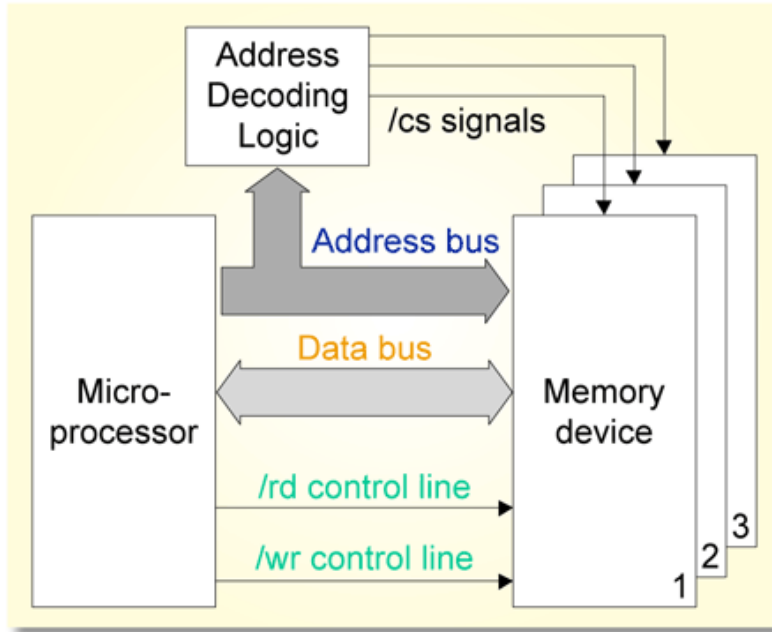 Address
Decoding
Logic
/cs signals
Address bus
Data bus
Micro-
processor
Memory
device
/rd control line
/wr control line
1
2
3